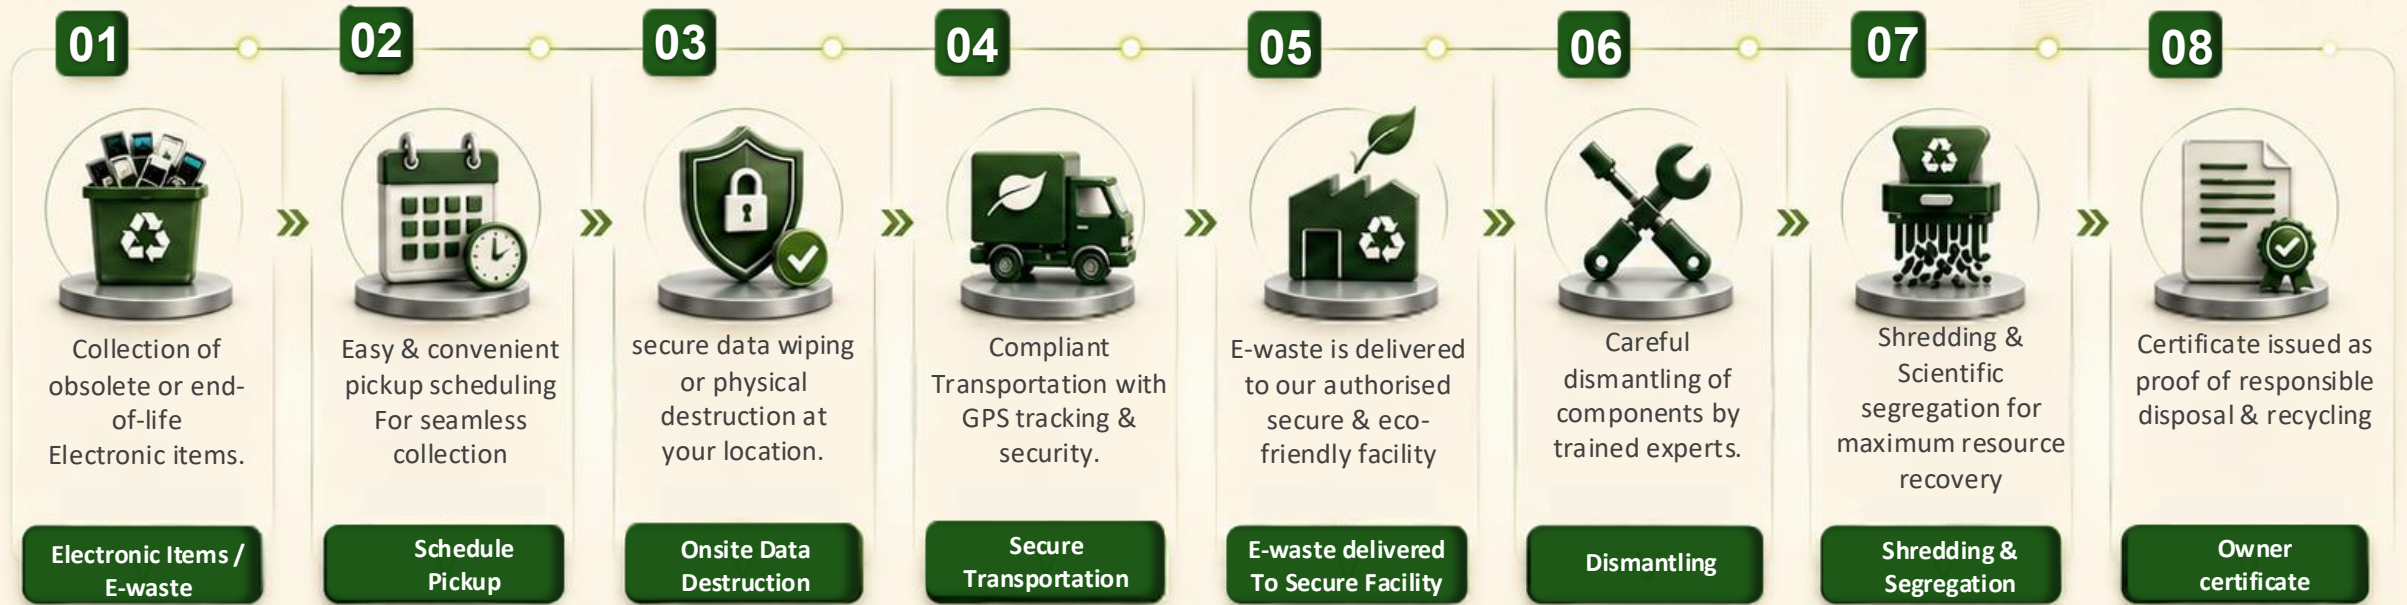 01
02
03
04
05
06
07
08
Collection of
obsolete or end-
of-life
Electronic items.
Easy & convenient
pickup scheduling
For seamless
collection
secure data wiping
or physical
destruction at
your location.
Compliant
Transportation with
GPS tracking &
security.
E-waste is delivered
to our authorised
secure & eco-
friendly facility
Careful
dismantling of
components by
trained experts.
Shredding &
Scientific
segregation for
maximum resource
recovery
Certificate issued as
proof of responsible
disposal & recycling
Electronic Items /
E-waste
Schedule
Pickup
Onsite Data
Destruction
Secure
Transportation
E-waste delivered
To Secure Facility
Dismantling
Shredding &
Segregation
Owner
certificate